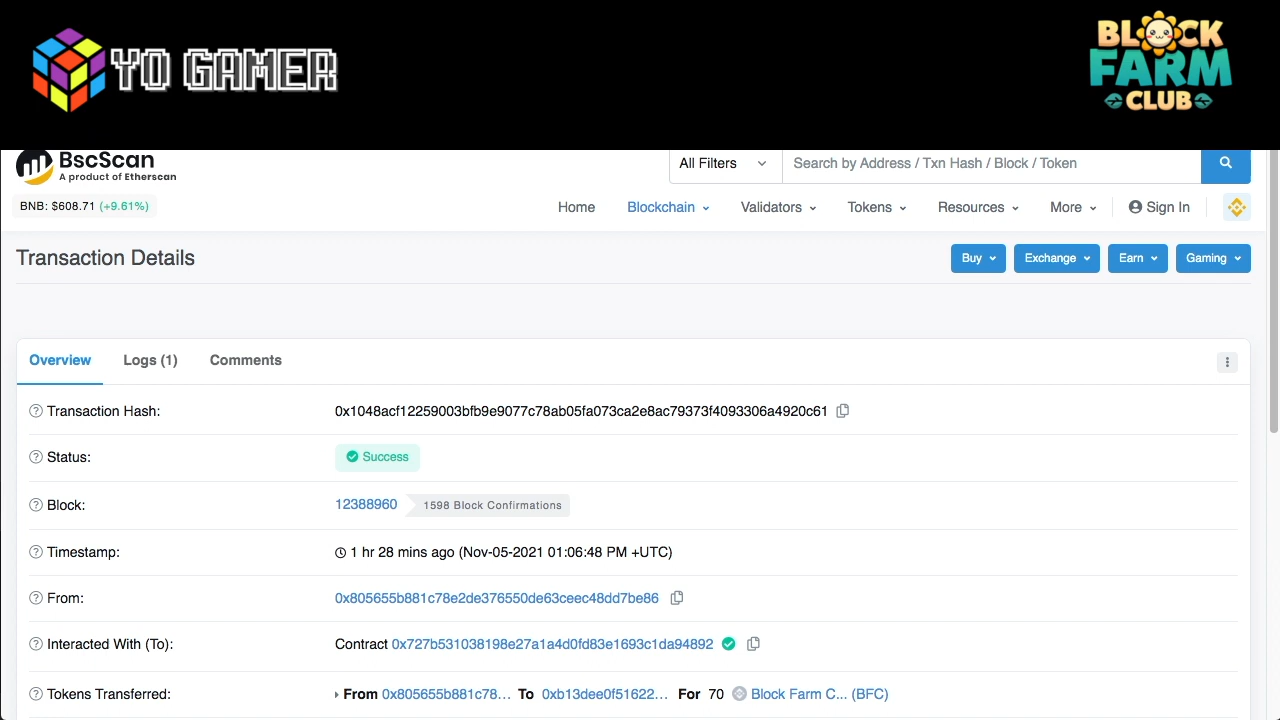 YO GAMER
BLOCK
FARM
CLUB
BscScan
A product of Etherscan
All Filters
Search by Address / Txn Hash / Block / Token
BNB: $608.71 (+9.61%)
Home Blockchain Validators Tokens Resources More Sign In
Transaction Details
Buy Exchange Earn Gaming
Overview Logs (1) Comments
Transaction Hash: 0x1048acf12259003bfb9e9077c78ab05fa073ca2e8ac79373f4093306a4920c61
Status: Success
Block: 12388960 1598 Block Confirmations
Timestamp: 1 hr 28 mins ago (Nov-05-2021 01:06:48 PM +UTC)
From: 0x805655b881c78e2de376550de63ceec48dd7be86
Interacted With (To): Contract 0x727b531038198e27a1a4d0fd83e1693c1da94892
Tokens Transferred: From 0x805655b881c78... To 0xb13dee0f51622... For 70 Block Farm C... (BFC)